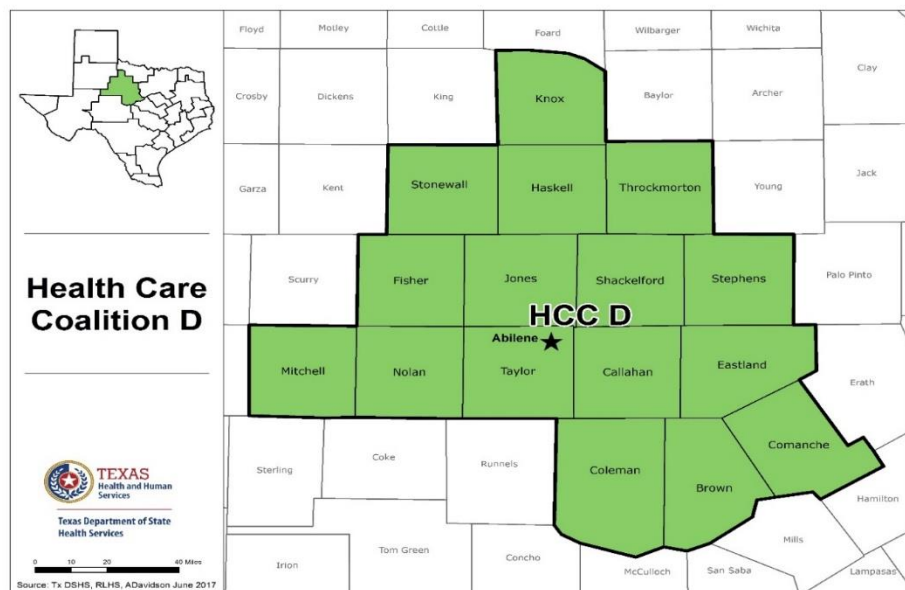 Floyd Motley Cottle Foard Wilbarger Wichita
Clay
Crosby Dickens King Knox Baylor Archer
Garza Kent Stonewall Haskell Throckmorton Young Jack
Scurry Fisher Jones Shackelford Stephens Palo Pinto
Health Care
Coalition D
HCC D
Abilene
Mitchell Nolan Taylor Callahan Eastland Erath
Comanche
Sterling Coke Runnels Coleman Brown Hamilton
TEXAS
Health and Human
Services
Texas Department of State
Health Services
Mills
Irion Tom Green Concho McCulloch San Saba Lampasas
0 10 20 40 Miles
Source: Tx DSHS, RLHS, ADavidson June 2017